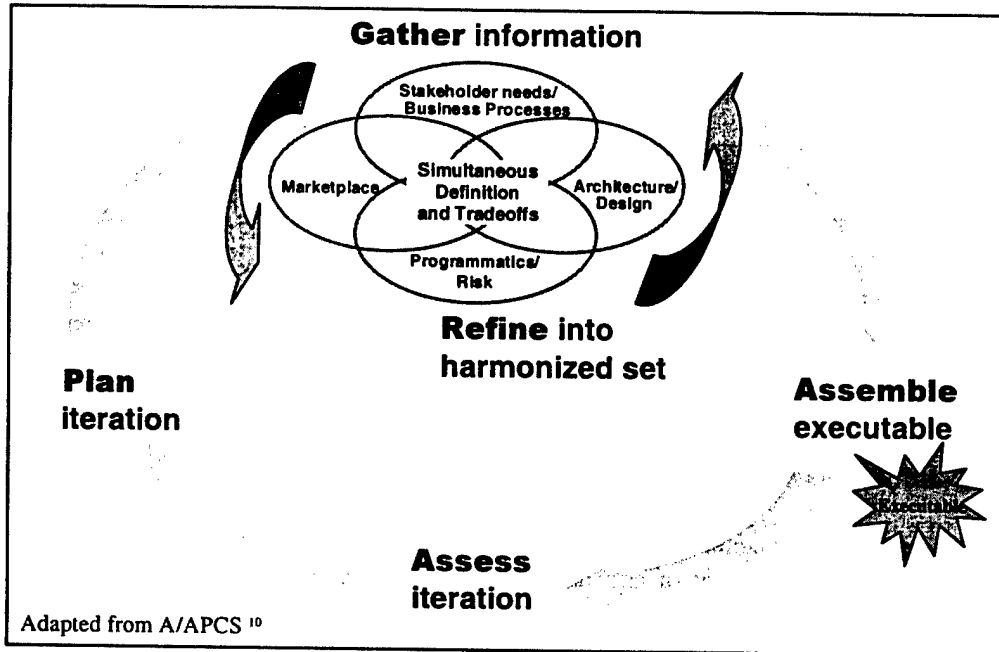 Gather information
Stakeholder needs/
Business Processes
Marketplace
Simultaneous
Definition
and Tradeoffs
Architecture/
Design
Programmatics/
Risk
Refine into
harmonized set
Plan
iteration
Assemble
executable
Executable
Assess
iteration
Adapted from A/APCS 10